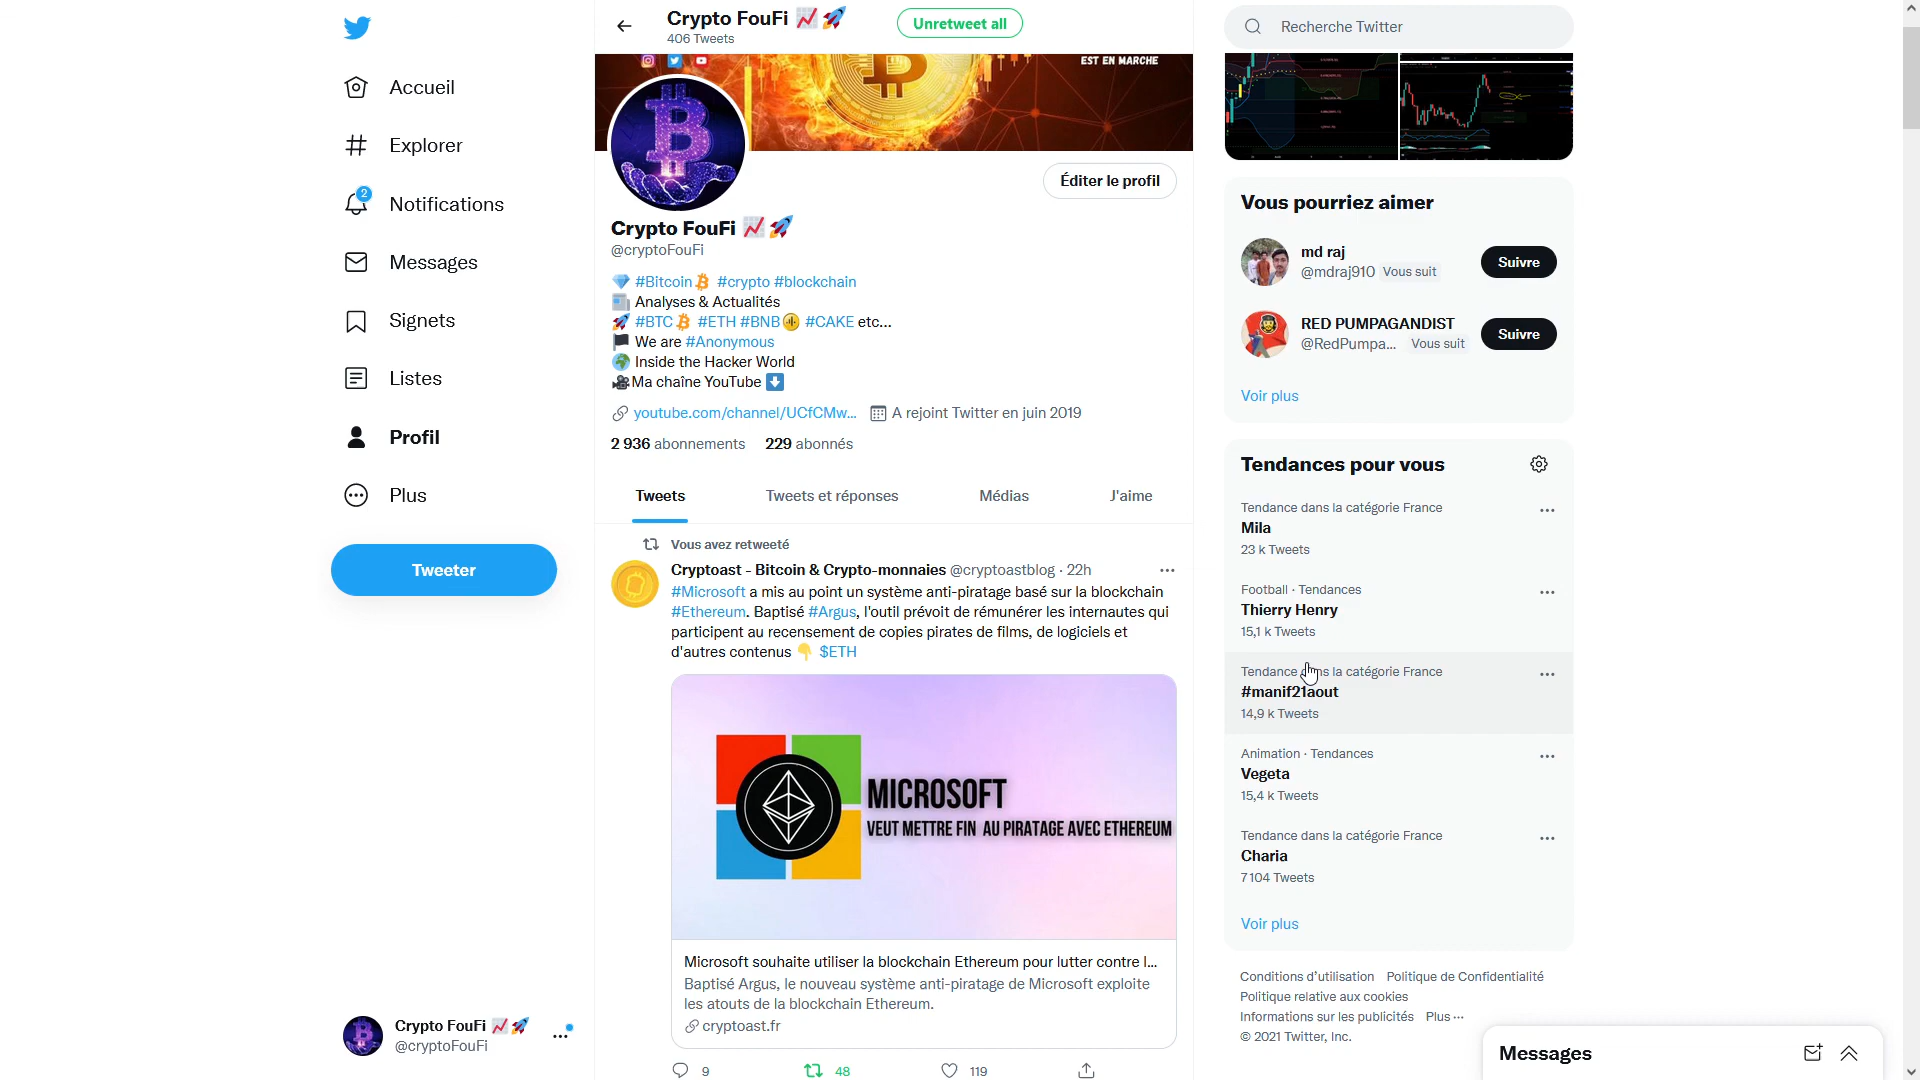 Accueil
Explorer
2
Notifications
Messages
Signets
Listes
Profil
Plus
Tweeter
Crypto FouFi
@cryptoFouFi
Crypto FouFi
406 Tweets
Unretweet all
EST EN MARCHE
Éditer le profil
Crypto FouFi
@cryptoFouFi
#Bitcoin #crypto #blockchain
Analyses & Actualités
#BTC #ETH #BNB #CAKE etc...
We are #Anonymous
Inside the Hacker World
Ma chaîne YouTube
youtube.com/channel/UCfCMw... A rejoint Twitter en juin 2019
2 936 abonnements 229 abonnés
Tweets Tweets et réponses Médias J'aime
Vous avez retweeté
Cryptoast - Bitcoin & Crypto-monnaies @cryptoastblog · 22h
#Microsoft a mis au point un système anti-piratage basé sur la blockchain
#Ethereum. Baptisé #Argus, l'outil prévoit de rémunérer les internautes qui
participent au recensement de copies pirates de films, de logiciels et
d'autres contenus $ETH
MICROSOFT
VEUT METTRE FIN AU PIRATAGE AVEC ETHEREUM
Microsoft souhaite utiliser la blockchain Ethereum pour lutter contre l...
Baptisé Argus, le nouveau système anti-piratage de Microsoft exploite
les atouts de la blockchain Ethereum.
cryptoast.fr
9 48 119
Recherche Twitter
Vous pourriez aimer
md raj
@mdraj910 Vous suit
Suivre
RED PUMPAGANDIST
@RedPumpa... Vous suit
Suivre
Voir plus
Tendances pour vous
Tendance dans la catégorie France
Mila
23 k Tweets
Football · Tendances
Thierry Henry
15,1 k Tweets
Tendance dans la catégorie France
#manif21aout
14,9 k Tweets
Animation · Tendances
Vegeta
15,4 k Tweets
Tendance dans la catégorie France
Charia
7 104 Tweets
Voir plus
Conditions d'utilisation Politique de Confidentialité
Politique relative aux cookies
Informations sur les publicités Plus ···
© 2021 Twitter, Inc.
Messages